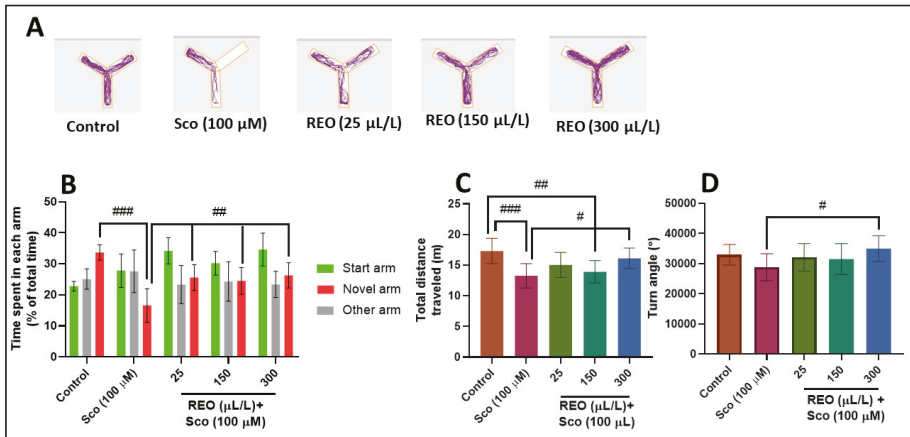 A
Control
Sco (100 µM)
REO (25 µL/L)
REO (150 µL/L)
REO (300 µL/L)
B
Time spent in each arm
(% of total time)
50
40
30
20
10
0
###
##
Start arm
Novel arm
Other arm
Control
Sco (100 µM)
25
150
300
REO (µL/L)+
Sco (100 µM)
C
Total distance
traveled (m)
25
20
15
10
5
0
##
###
#
Control
Sco (100 µM)
25
150
300
REO (µL/L)+
Sco (100 µL)
D
Turn angle (°)
50000
40000
30000
20000
10000
0
#
Control
Sco (100 µM)
25
150
300
REO (µL/L)+
Sco (100 µM)